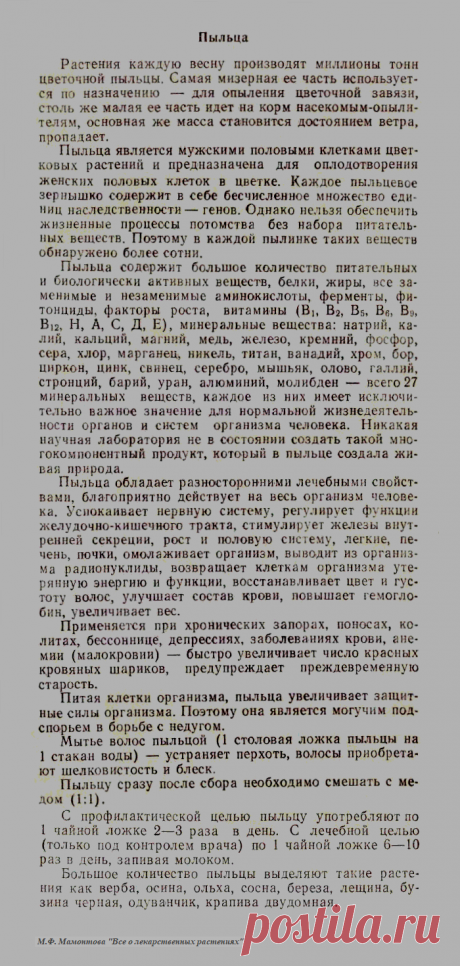 Пыльца
Растения каждую весну производят миллионы тонн
цветочной пыльцы. Самая мизерная ее часть использует-
ся по назначению — для опыления цветочной завязи,
столь же малая ее часть идет на корм насекомым-опыли-
телям, основная же масса становится достоянием ветра,
пропадает.
Пыльца является мужскими половыми клетками цвет-
ковых растений и предназначена для оплодотворения
женских половых клеток в цветке. Каждое пыльцевое
зернышко содержит в себе бесчисленное множество еди-
ниц наследственности — генов. Однако нельзя обеспечить
жизненные процессы потомства без набора питатель-
ных веществ. Поэтому в каждой пылинке таких веществ
обнаружено более сотни.
Пыльца содержит большое количество питательных
и биологически активных веществ, белки, жиры, все за-
менимые и незаменимые аминокислоты, ферменты, фи-
тонциды, факторы роста, витамины (B₁, B₂, B₅, B₆, B₉,
B₁₂, Н, А, С, Д, Е), минеральные вещества: натрий, ка-
лий, кальций, магний, медь, железо, кремний, фосфор,
сера, хлор, марганец, никель, титан, ванадий, хром, бор,
циркон, цинк, свинец, серебро, мышьяк, олово, галлий,
стронций, барий, уран, алюминий, молибден — всего 27
минеральных веществ, каждое из них имеет исключи-
тельно важное значение для нормальной жизнедеятель-
ности органов и систем организма человека. Никакая
научная лаборатория не в состоянии создать такой мно-
гокомпонентный продукт, который в пыльце создала жи-
вая природа.
Пыльца обладает разносторонними лечебными свойст-
вами, благоприятно действует на весь организм челове-
ка. Успокаивает нервную систему, регулирует функции
желудочно-кишечного тракта, стимулирует железы внут-
ренней секреции, рост и половую систему, легкие, пе-
чень, почки, омолаживает организм, выводит из организ-
ма радионуклиды, возвращает клеткам организма уте-
рянную энергию и функции, восстанавливает цвет и гус-
тоту волос, улучшает состав крови, повышает гемогло-
бин, увеличивает вес.
Применяется при хронических запорах, поносах, ко-
литах, бессоннице, депрессиях, заболеваниях крови, ане-
мии (малокровии) — быстро увеличивает число красных
кровяных шариков, предупреждает преждевременную
старость.
Питая клетки организма, пыльца увеличивает защит-
ные силы организма. Поэтому она является могучим под-
спорьем в борьбе с недугом.
Мытье волос пыльцой (1 столовая ложка пыльцы на
1 стакан воды) — устраняет перхоть, волосы приобрета-
ют шелковистость и блеск.
Пыльцу сразу после сбора необходимо смешать с ме-
дом (1:1).
С профилактической целью пыльцу употребляют по
1 чайной ложке 2—3 раза в день. С лечебной целью
(только под контролем врача) по 1 чайной ложке 6—10
раз в день, запивая молоком.
Большое количество пыльцы выделяют такие расте-
ния как верба, осина, ольха, сосна, береза, лещина, бу-
зина черная, одуванчик, крапива двудомная.
М.Ф. Мамонтова "Все о лекарственных растениях"
postila.ru